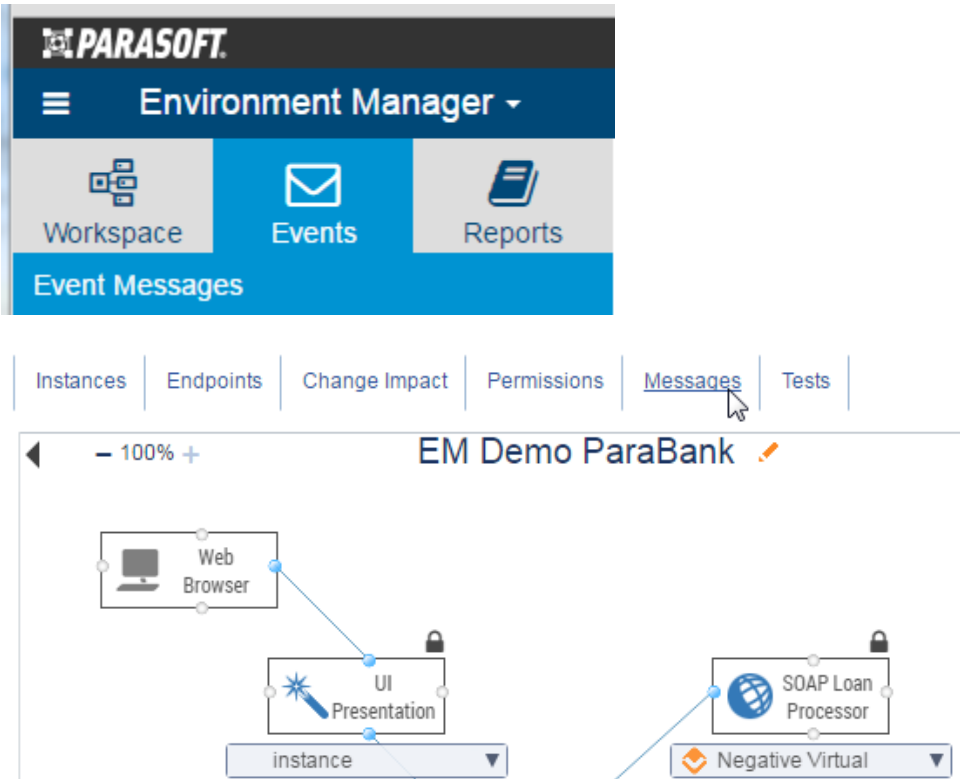 PARASOFT.
Environment Manager
Workspace Events Reports
Event Messages
Instances Endpoints Change Impact Permissions Messages Tests
100% EM Demo ParaBank
Web
Browser
UI
Presentation
SOAP Loan
Processor
instance Negative Virtual